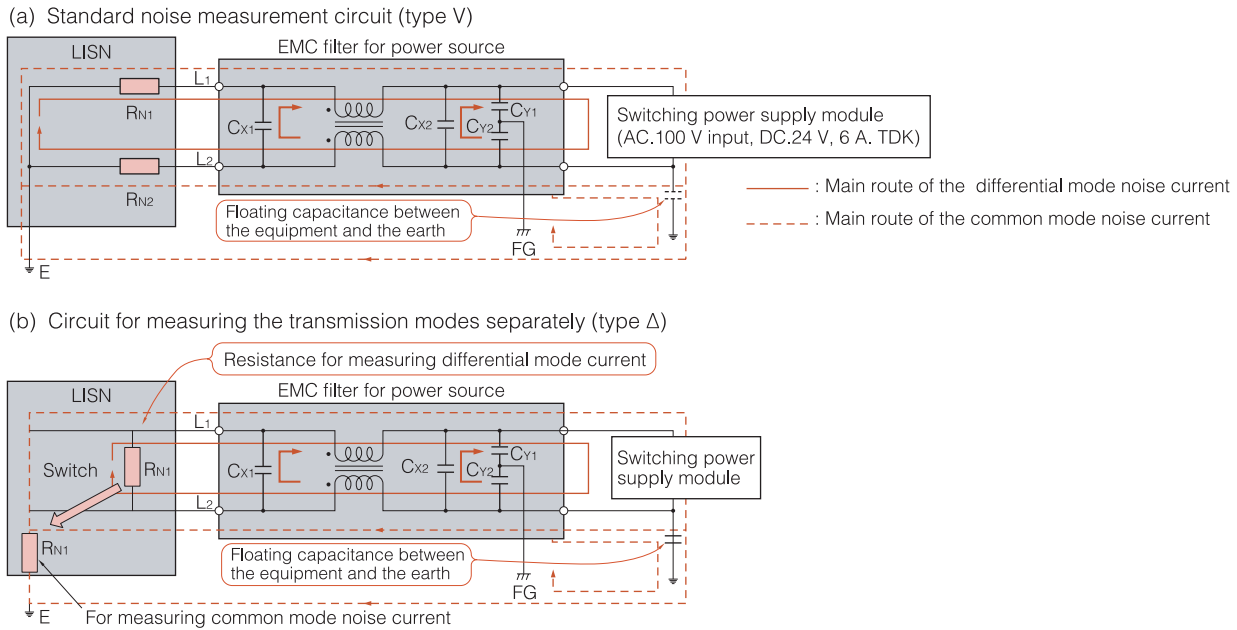 (a) Standard noise measurement circuit (type V)
LISN
EMC filter for power source
L1
RN1
CX1
CX2
CY1
CY2
Switching power supply module
(AC.100 V input, DC.24 V, 6 A. TDK)
L2
RN2
Floating capacitance between
the equipment and the earth
FG
E
: Main route of the differential mode noise current
: Main route of the common mode noise current
(b) Circuit for measuring the transmission modes separately (type Δ)
Resistance for measuring differential mode current
LISN
EMC filter for power source
L1
Switch
RN1
CX1
CX2
CY1
CY2
Switching power
supply module
L2
RN1
Floating capacitance between
the equipment and the earth
FG
E
For measuring common mode noise current